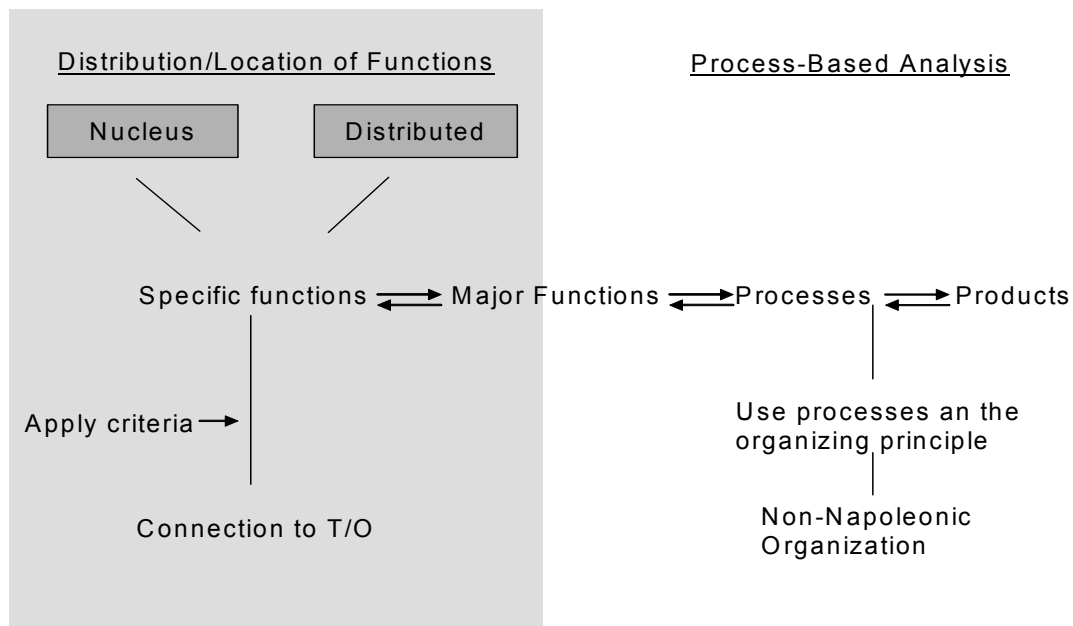 Distribution/Location of Functions
Process-Based Analysis
Nucleus
Distributed
Specific functions
Major Functions
Processes
Products
Apply criteria
Use processes an the
organizing principle
Connection to T/O
Non-Napoleonic
Organization